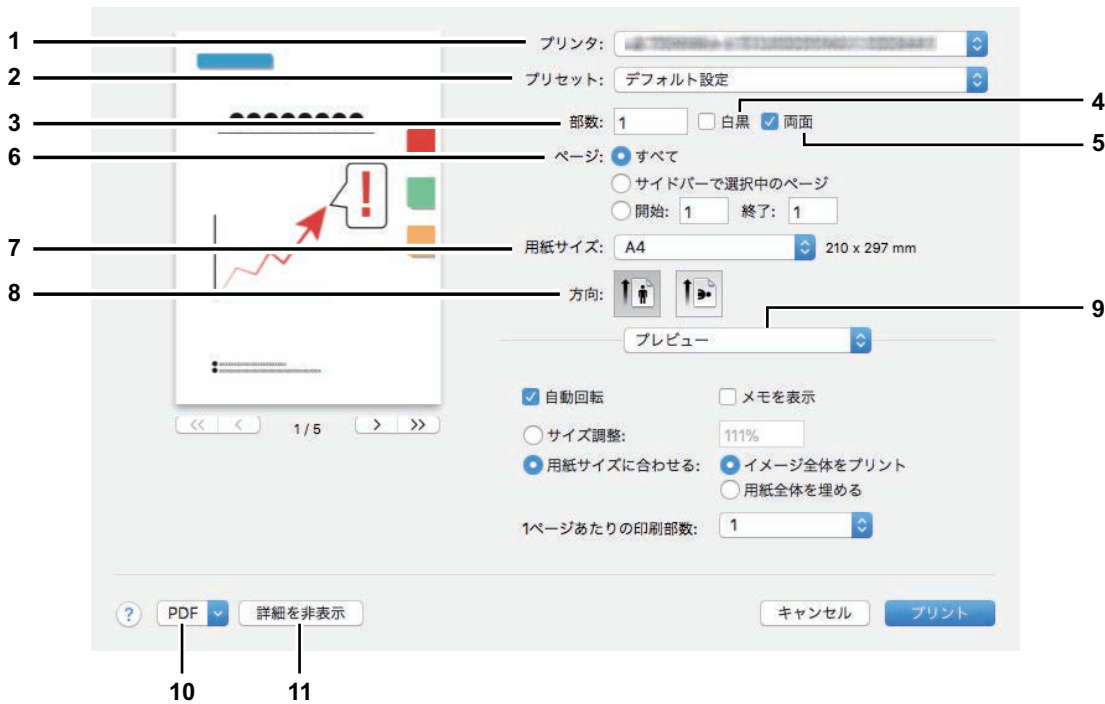 1
プリンタ:
2
プリセット: デフォルト設定
3
部数: 1 白黒 両面
4
5
6
ページ: すべて
サイドバーで選択中のページ
開始: 1 終了: 1
7
用紙サイズ: A4 210 x 297 mm
8
方向:
9
プレビュー
!
自動回転 メモを表示
<< < 1 / 5 > >>
サイズ調整: 111%
用紙サイズに合わせる: イメージ全体をプリント
用紙全体を埋める
1ページあたりの印刷部数: 1
? PDF 詳細を非表示 キャンセル プリント
10 11